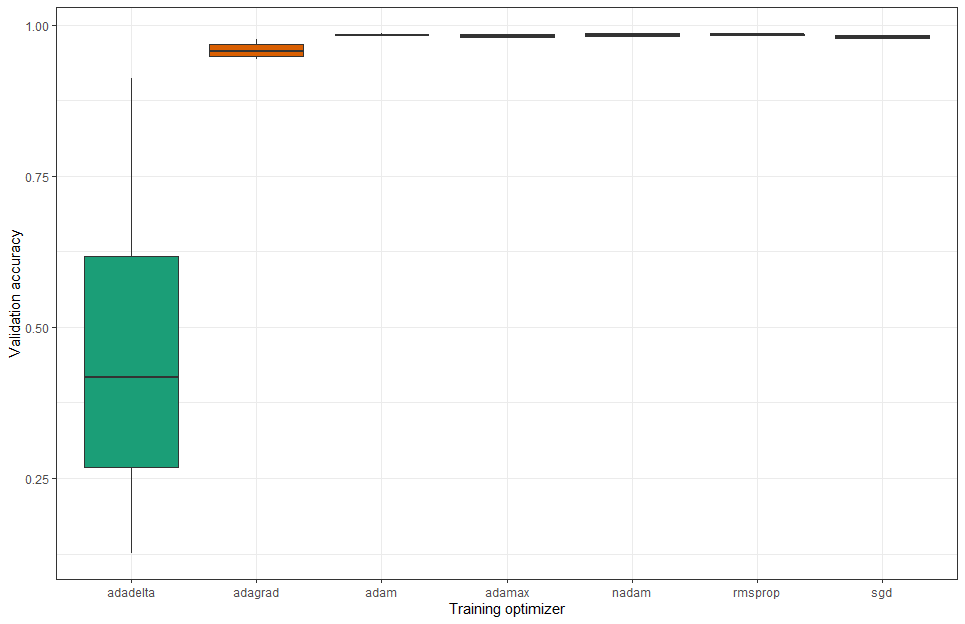 Validation accuracy
1.00
0.75
0.50
0.25
adadelta adagrad adam adamax nadam rmsprop sgd
Training optimizer